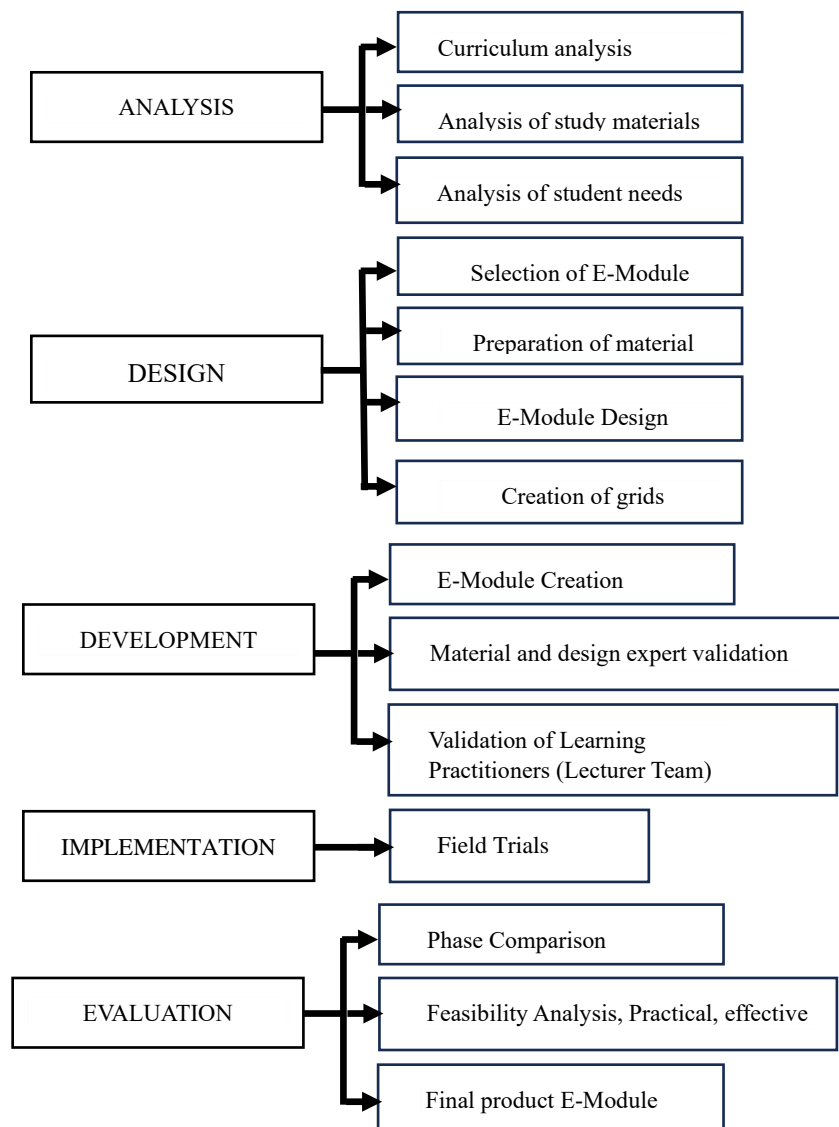 ANALYSIS
Curriculum analysis
Analysis of study materials
Analysis of student needs
DESIGN
Selection of E-Module
Preparation of material
E-Module Design
Creation of grids
DEVELOPMENT
E-Module Creation
Material and design expert validation
Validation of Learning
Practitioners (Lecturer Team)
IMPLEMENTATION
Field Trials
EVALUATION
Phase Comparison
Feasibility Analysis, Practical, effective
Final product E-Module